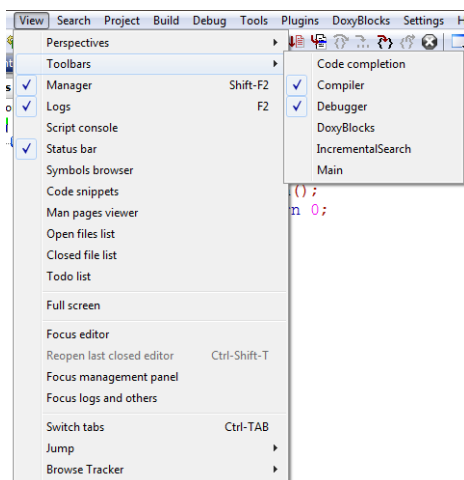 View Search Project Build Debug Tools Plugins DoxyBlocks Settings
Perspectives
Toolbars
Manager Shift-F2
Logs F2
Script console
Status bar
Symbols browser
Code snippets
Man pages viewer
Open files list
Closed file list
Todo list
Full screen
Focus editor
Reopen last closed editor Ctrl-Shift-T
Focus management panel
Focus logs and others
Switch tabs Ctrl-TAB
Jump
Browse Tracker
Code completion
Compiler
Debugger
DoxyBlocks
IncrementalSearch
Main
();
n 0;